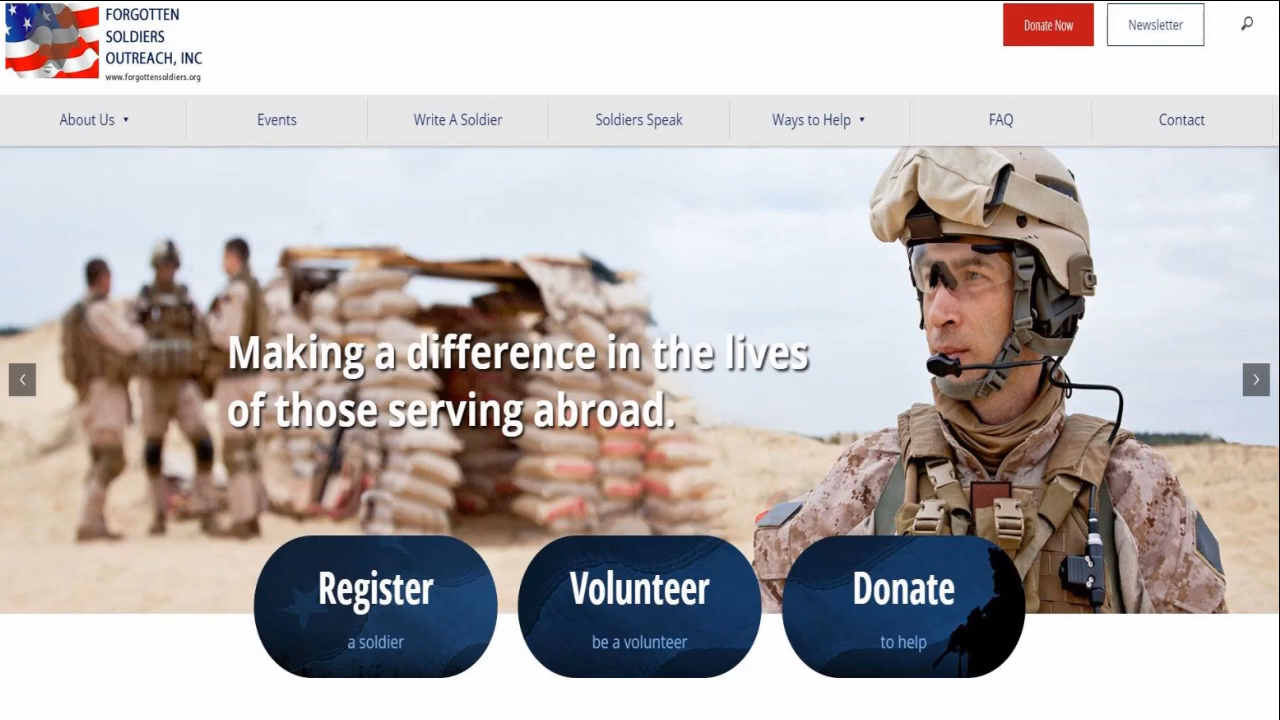 FORGOTTEN
SOLDIERS
OUTREACH, INC
www.forgottensoldiers.org
Donate Now
Newsletter
About Us
Events
Write A Soldier
Soldiers Speak
Ways to Help
FAQ
Contact
Making a difference in the lives
of those serving abroad.
Register
a soldier
Volunteer
be a volunteer
Donate
to help